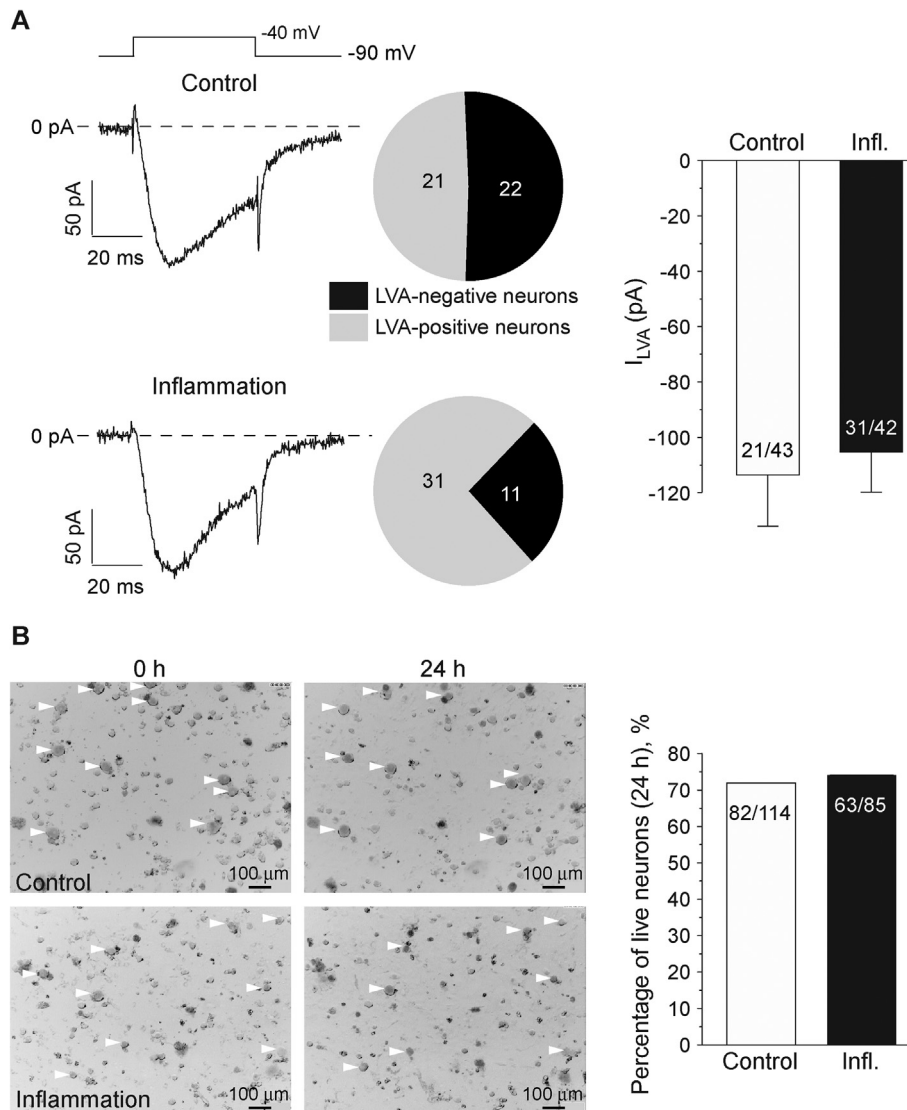 A
-40 mV
-90 mV
Control
0 pA
50 pA
20 ms
21
22
LVA-negative neurons
LVA-positive neurons
Inflammation
0 pA
50 pA
20 ms
31
11
Control
Infl.
0
-20
-40
-60
-80
-100
-120
I_LVA (pA)
21/43
31/42
B
0 h
24 h
100 μm
Control
100 μm
100 μm
Inflammation
100 μm
Percentage of live neurons (24 h), %
80
70
60
50
40
30
20
10
0
82/114
63/85
Control
Infl.